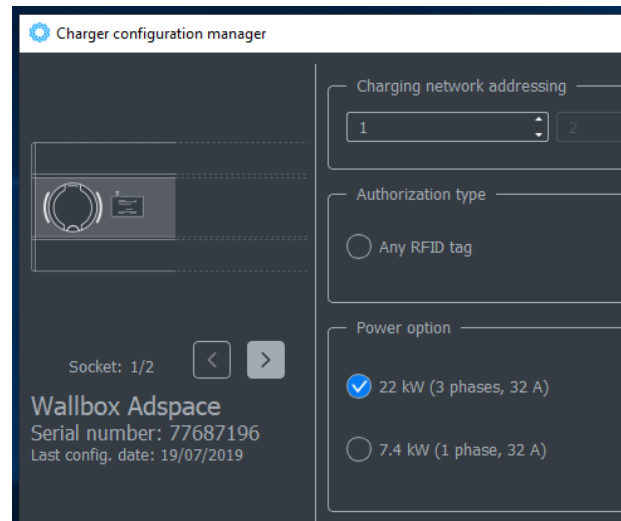 Charger configuration manager
Charging network addressing
1
2
Authorization type
Any RFID tag
Power option
22 kW (3 phases, 32 A)
7.4 kW (1 phase, 32 A)
Socket: 1/2
Wallbox Adspace
Serial number: 77687196
Last config. date: 19/07/2019